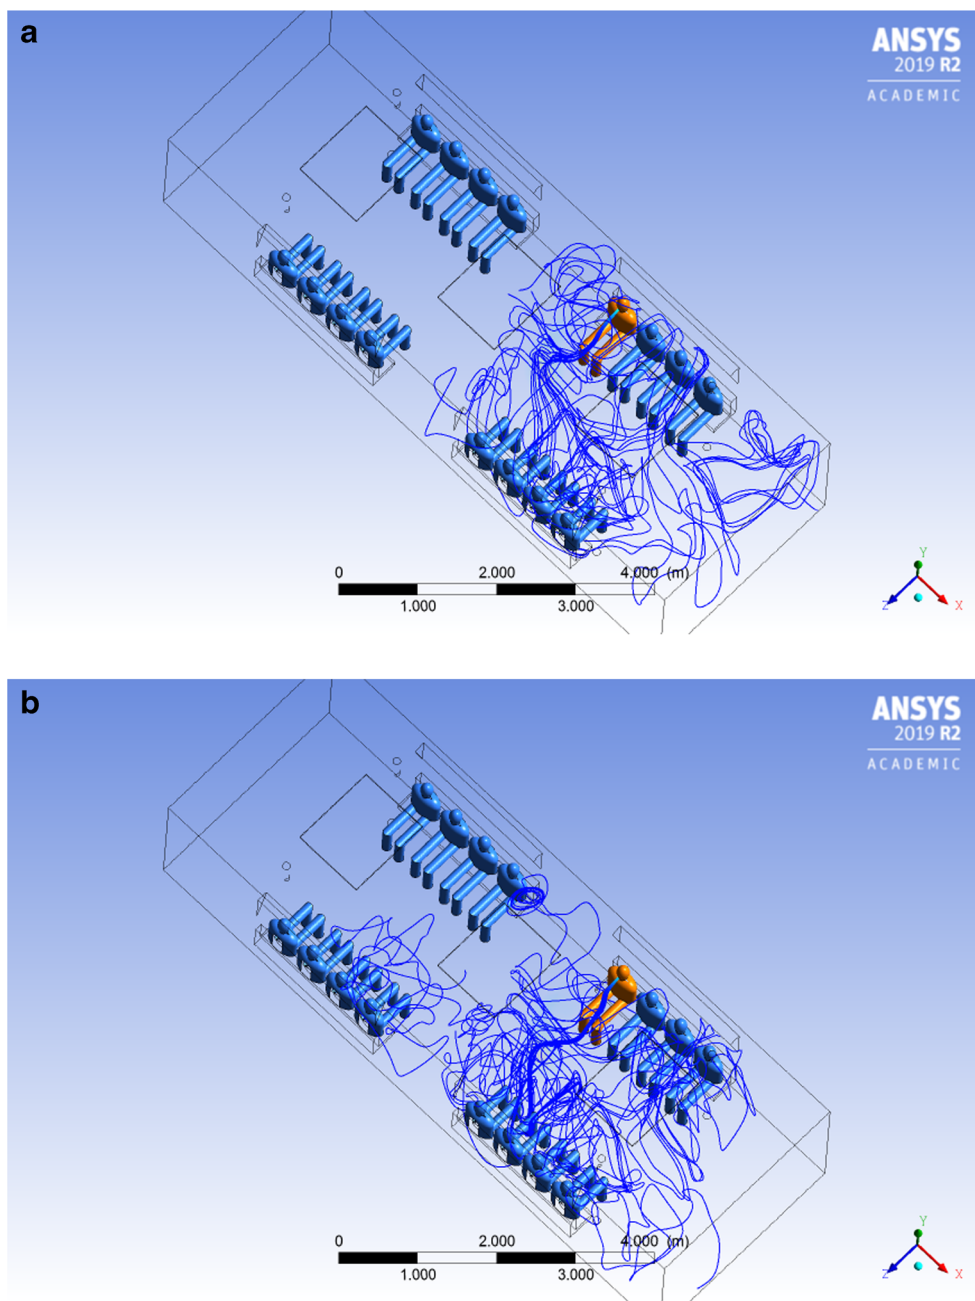 a
ANSYS
2019 R2
ACADEMIC
0 2.000 4.000 (m)
1.000 3.000
Y
Z X
b
ANSYS
2019 R2
ACADEMIC
0 2.000 4.000 (m)
1.000 3.000
Y
Z X